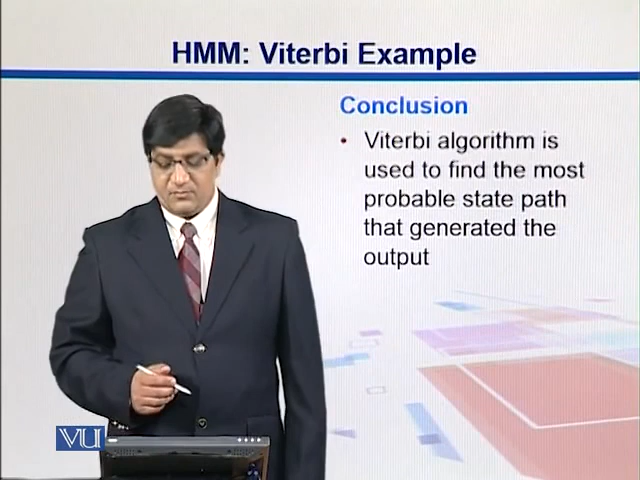 HMM: Viterbi Example
Conclusion
• Viterbi algorithm is
used to find the most
probable state path
that generated the
output
VU